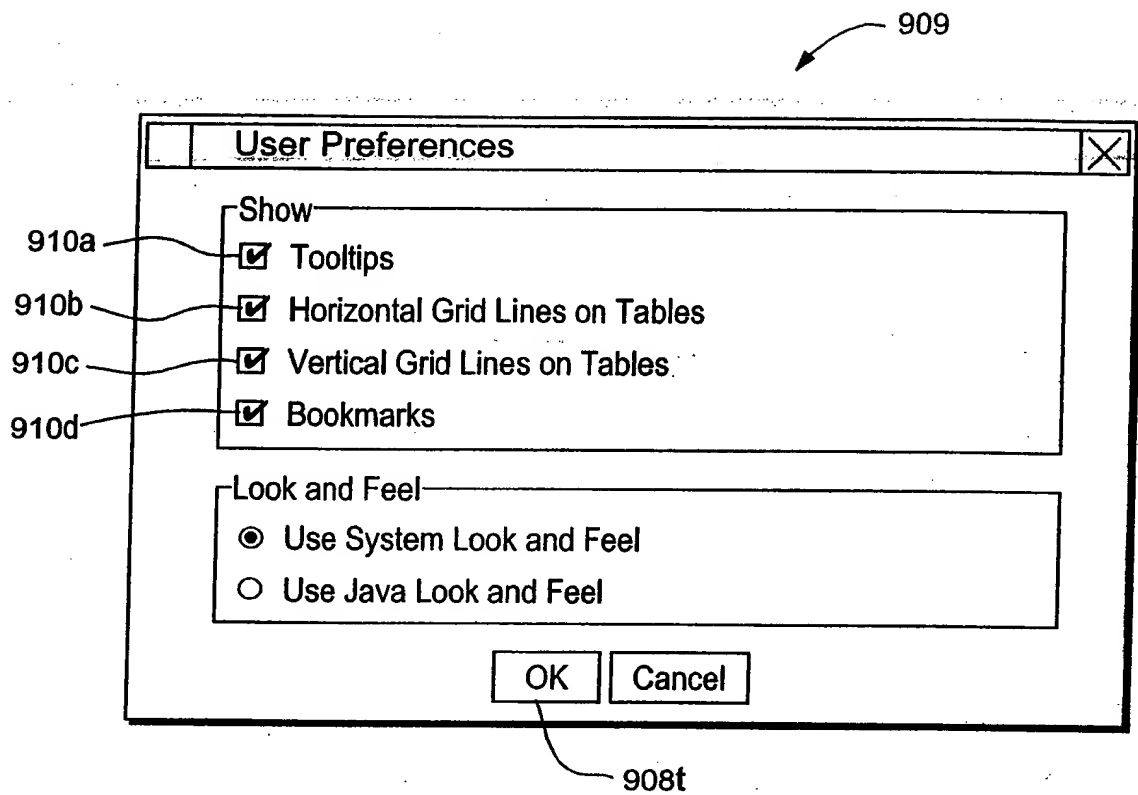 909
User Preferences
Show
910a
Tooltips
910b
Horizontal Grid Lines on Tables
910c
Vertical Grid Lines on Tables
910d
Bookmarks
Look and Feel
Use System Look and Feel
Use Java Look and Feel
OK
Cancel
908t